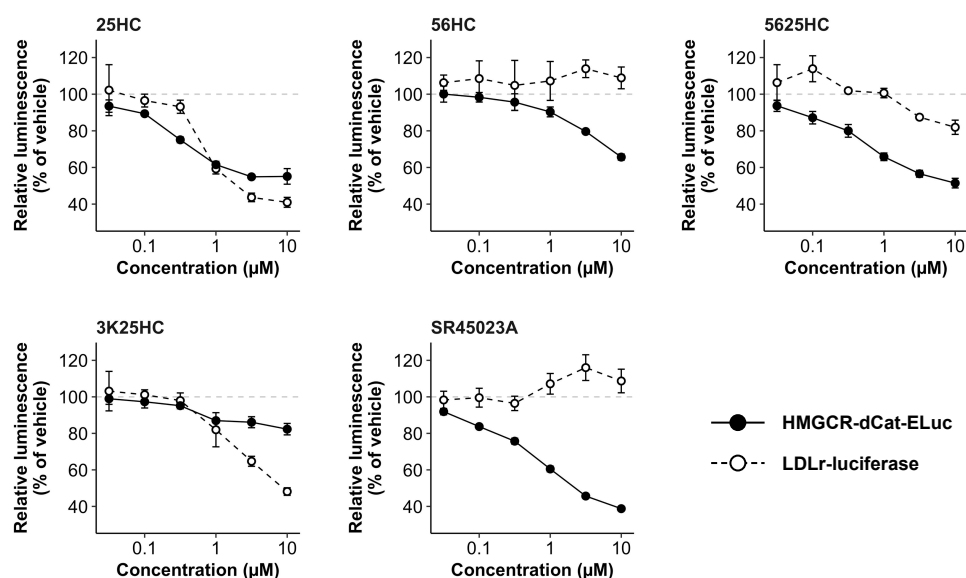 25HC
Relative luminescence
(% of vehicle)
120
100
80
60
40
0.1 1 10
Concentration (µM)
56HC
Relative luminescence
(% of vehicle)
120
100
80
60
40
0.1 1 10
Concentration (µM)
5625HC
Relative luminescence
(% of vehicle)
120
100
80
60
40
0.1 1 10
Concentration (µM)
3K25HC
Relative luminescence
(% of vehicle)
120
100
80
60
40
0.1 1 10
Concentration (µM)
SR45023A
Relative luminescence
(% of vehicle)
120
100
80
60
40
0.1 1 10
Concentration (µM)
HMGCR-dCat-ELuc
LDLr-luciferase